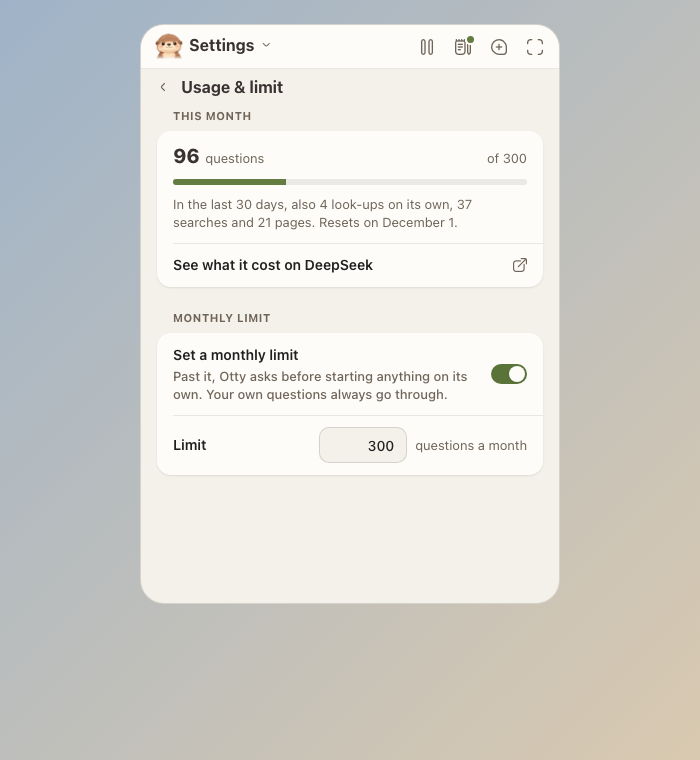 Settings
Usage & limit
THIS MONTH
96 questions of 300
In the last 30 days, also 4 look-ups on its own, 37
searches and 21 pages. Resets on December 1.
See what it cost on DeepSeek
MONTHLY LIMIT
Set a monthly limit
Past it, Otty asks before starting anything on its
own. Your own questions always go through.
Limit 300 questions a month